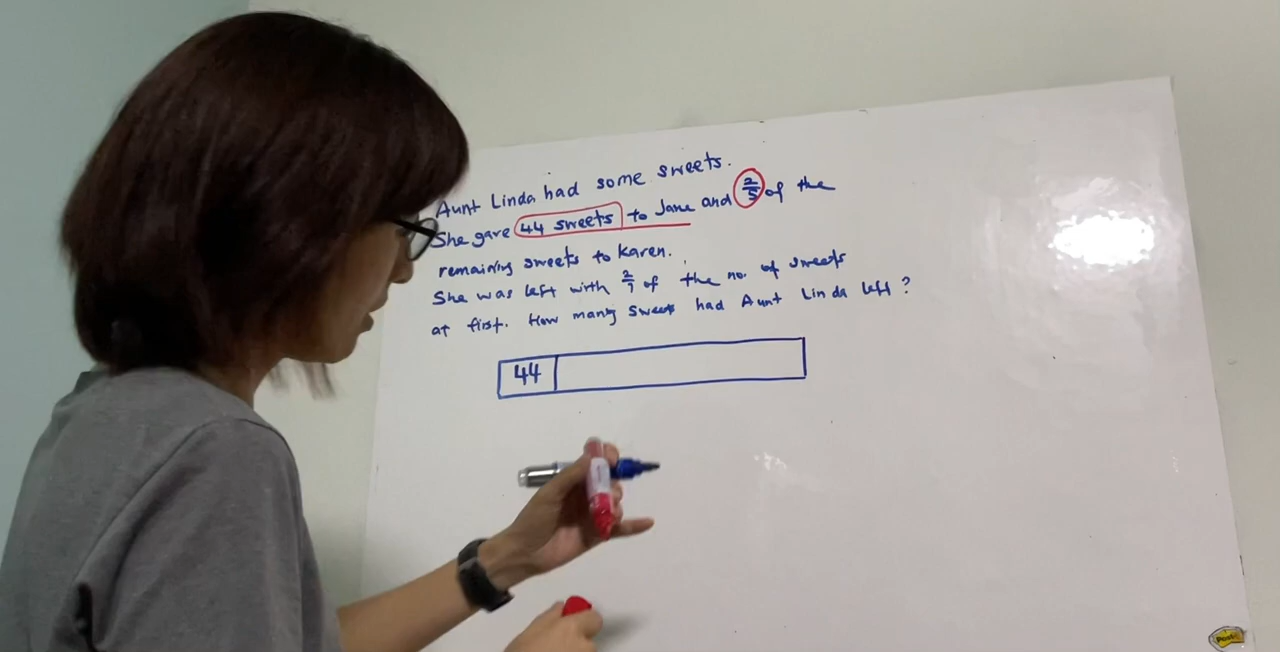 Aunt Linda had some sweets.
She gave 44 sweets to Jane and 2/5 of the
remaining sweets to Karen.
She was left with 2/7 of the no. of sweets
at first. How many sweets had Aunt Linda left?
44